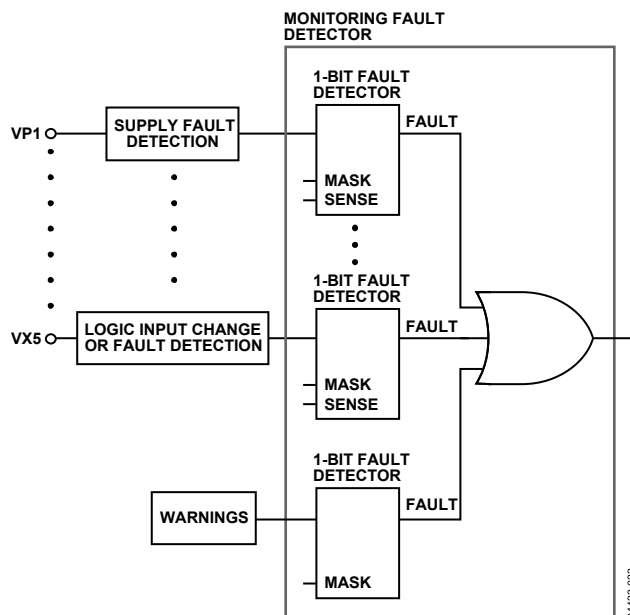 MONITORING FAULT
DETECTOR
1-BIT FAULT
DETECTOR
FAULT
SUPPLY FAULT
DETECTION
VP1
MASK
SENSE
1-BIT FAULT
DETECTOR
FAULT
LOGIC INPUT CHANGE
OR FAULT DETECTION
VX5
MASK
SENSE
1-BIT FAULT
DETECTOR
FAULT
WARNINGS
MASK